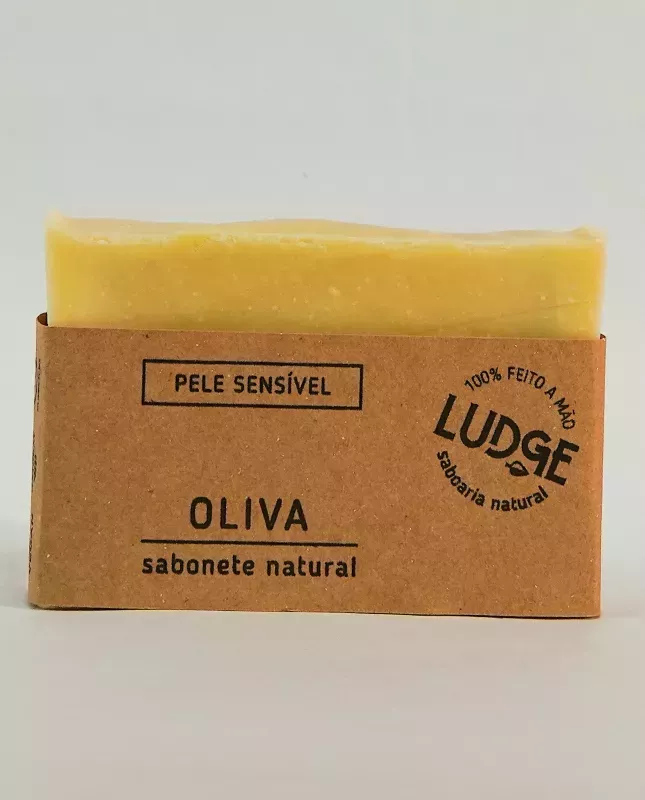 PELE SENSÍVEL
100% FEITO A MÃO
LUDGE
saboaria natural
OLIVA
sabonete natural